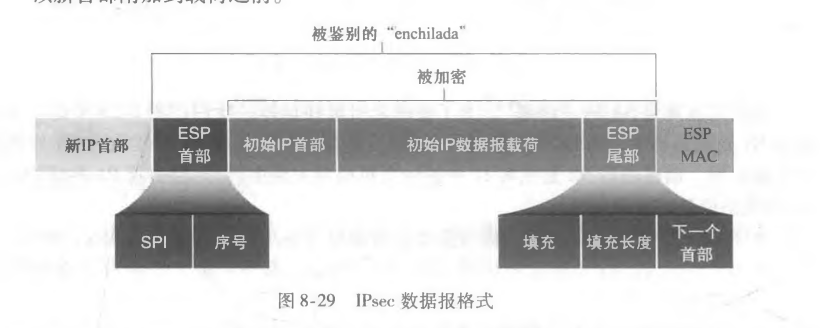 被鉴别的“enchilada”
被加密
新IP首部
ESP
首部
初始IP首部
初始IP数据报载荷
ESP
尾部
ESP
MAC
SPI
序号
填充
填充长度
下一个
首部
图 8-29 IPsec 数据报格式